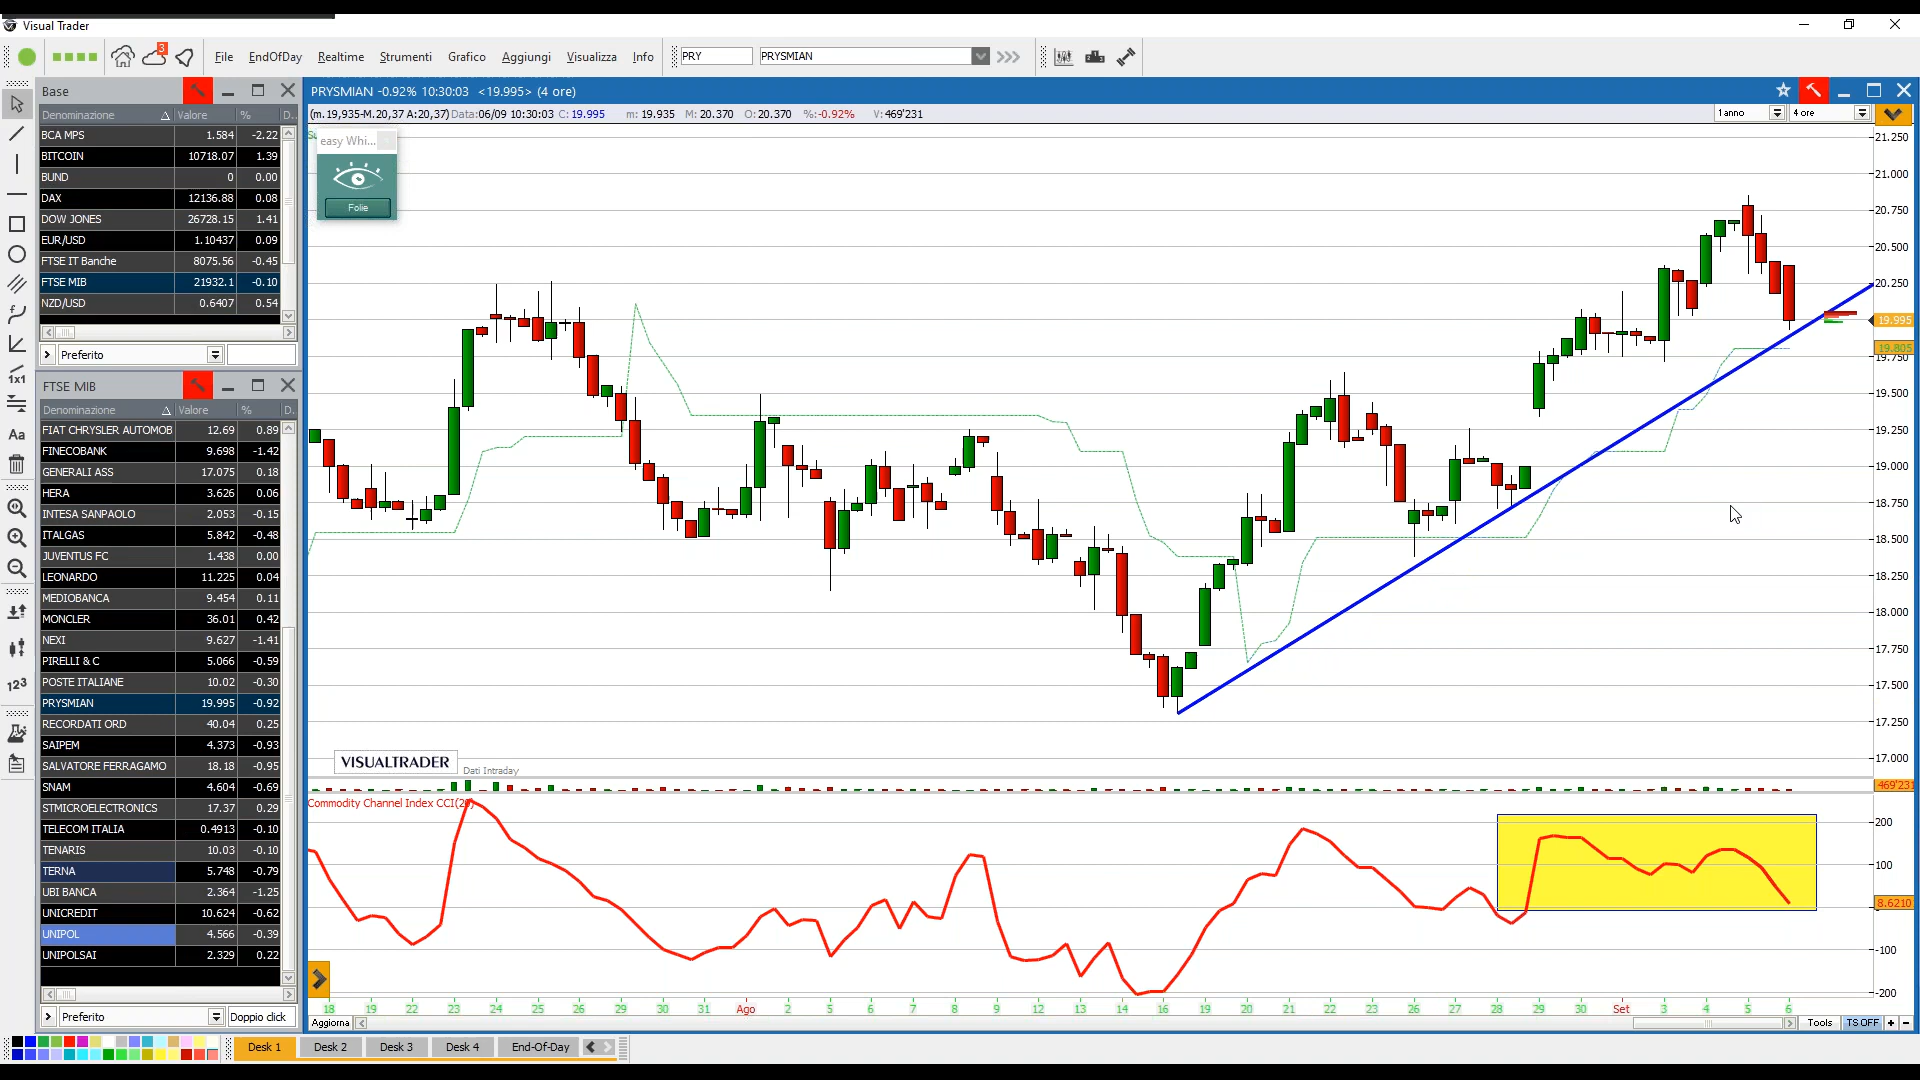 Visual Trader
3
File EndOfDay Realtime Strumenti Grafico Aggiungi Visualizza Info PRY PRYSMIAN
Base
Denominazione Valore % D..
BCA MPS 1.584 -2.22
BITCOIN 10718.07 1.39
BUND 0 0.00
DAX 12136.88 0.08
DOW JONES 26728.15 1.41
EUR/USD 1.10437 0.09
FTSE IT Banche 8075.56 -0.45
FTSE MIB 21932.1 -0.10
NZD/USD 0.6407 0.54
Preferito
FTSE MIB
Denominazione Valore % D.
FIAT CHRYSLER AUTOMOB 12.69 0.89
FINECOBANK 9.698 -1.42
GENERALI ASS 17.075 0.18
HERA 3.626 0.06
INTESA SANPAOLO 2.053 -0.15
ITALGAS 5.842 -0.48
JUVENTUS FC 1.438 0.00
LEONARDO 11.225 0.04
MEDIOBANCA 9.454 0.11
MONCLER 36.01 0.42
NEXI 9.627 -1.41
PIRELLI & C 5.066 -0.59
POSTE ITALIANE 10.02 -0.30
PRYSMIAN 19.995 -0.92
RECORDATI ORD 40.04 0.25
SAIPEM 4.373 -0.93
SALVATORE FERRAGAMO 18.18 -0.95
SNAM 4.604 -0.69
STMICROELECTRONICS 17.37 0.29
TELECOM ITALIA 0.4913 -0.10
TENARIS 10.03 -0.10
TERNA 5.748 -0.79
UBI BANCA 2.364 -1.25
UNICREDIT 10.624 -0.62
UNIPOL 4.566 -0.39
UNIPOLSAI 2.329 0.22
Preferito Doppio click
1x1
Aa
123
PRYSMIAN -0.92% 10:30:03 <19.995> (4 ore)
(m.19,935-M.20,37 A:20,37) Data:06/09 10:30:03 C: 19.995 m: 19.935 M: 20.370 O: 20.370 %:-0.92% V:469'231
1 anno 4 ore
easy Whi...
Folie
21.250
21.000
20.750
20.500
20.250
19.995
19.805
19.750
19.500
19.250
19.000
18.750
18.500
18.250
18.000
17.750
17.500
17.250
17.000
VISUALTRADER
Dati Intraday
469'231
Commodity Channel Index CCI(20)
200
100
8.6210
-100
-200
18 19 22 23 24 25 26 29 30 31 Ago 2 5 6 7 8 9 12 13 14 16 19 20 21 22 23 26 27 28 29 30 Set 3 4 5 6
Aggiorna Tools TS OFF
Desk 1 Desk 2 Desk 3 Desk 4 End-Of-Day